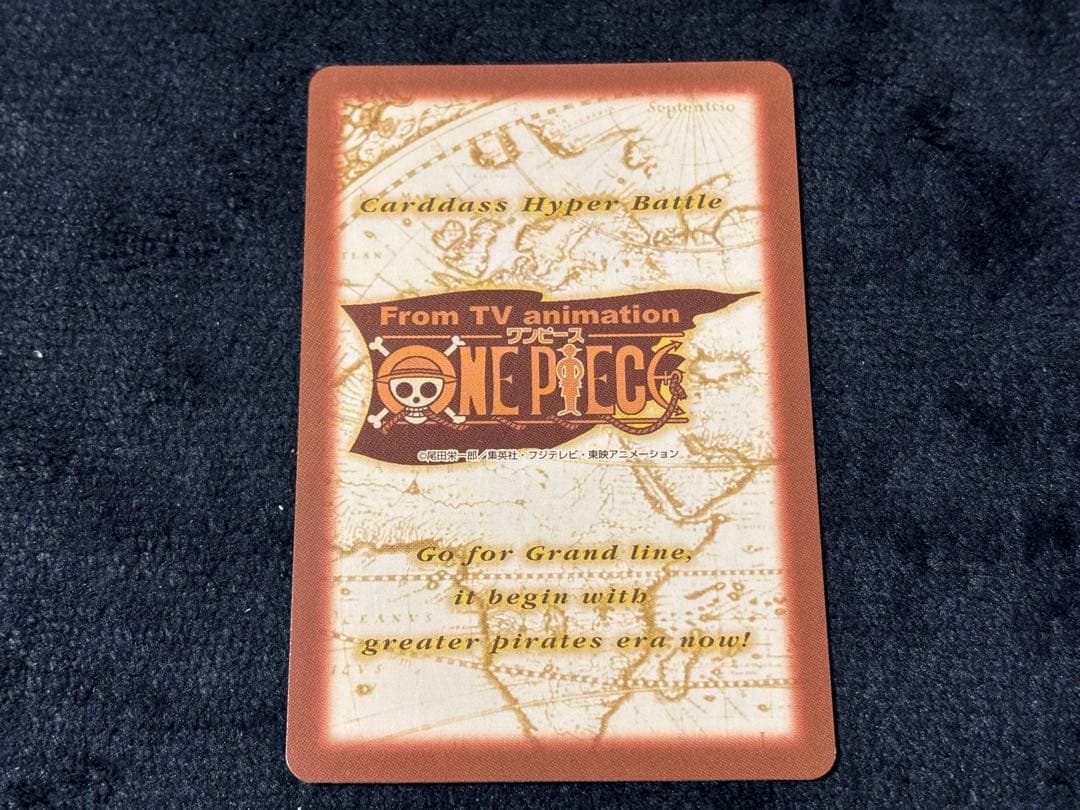 Septentrio
Carddass Hyper Battle
From TV animation
ワンピース
ONE PIECE
©尾田栄一郎／集英社・フジテレビ・東映アニメーション
Go for Grand line,
it begin with
greater pirates era now!